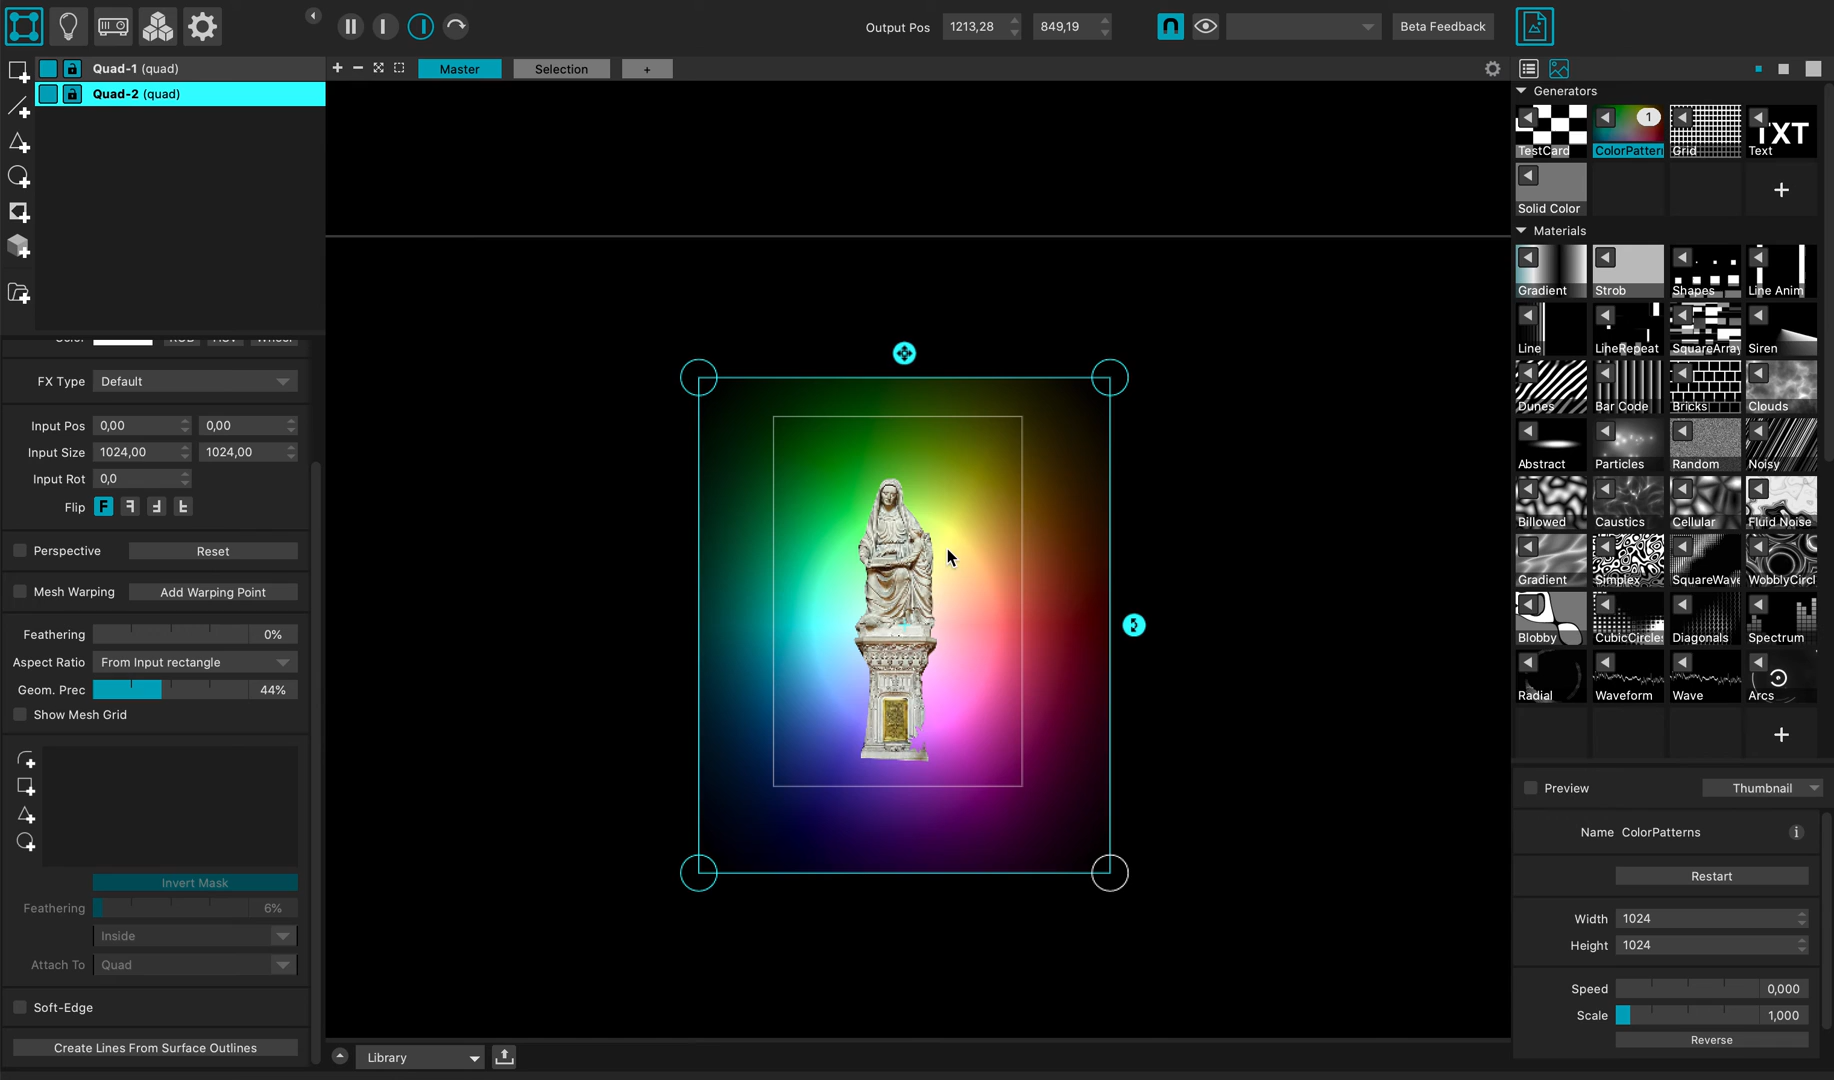 Output Pos 1213,28 849,19 Beta Feedback
Quad-1 (quad)
Quad-2 (quad)
Master Selection +
Color RGB HSV Wheel
FX Type Default
Input Pos 0,00 0,00
Input Size 1024,00 1024,00
Input Rot 0,0
Flip F F F F
Perspective Reset
Mesh Warping Add Warping Point
Feathering 0%
Aspect Ratio From Input rectangle
Geom. Prec 44%
Show Mesh Grid
Invert Mask
Feathering 6%
Inside
Attach To Quad
Soft-Edge
Create Lines From Surface Outlines
Library
Generators
1
TXT
TestCard ColorPattern Grid Text
Solid Color +
Materials
Gradient Strob Shapes Line Anim
Line LineRepeat SquareArray Siren
Dunes Bar Code Bricks Clouds
Abstract Particles Random Noisy
Billowed Caustics Cellular Fluid Noise
Gradient Simplex SquareWave WobblyCircl
Blobby CubicCircles Diagonals Spectrum
Radial Waveform Wave Arcs
+
Preview Thumbnail
Name ColorPatterns i
Restart
Width 1024
Height 1024
Speed 0,000
Scale 1,000
Reverse